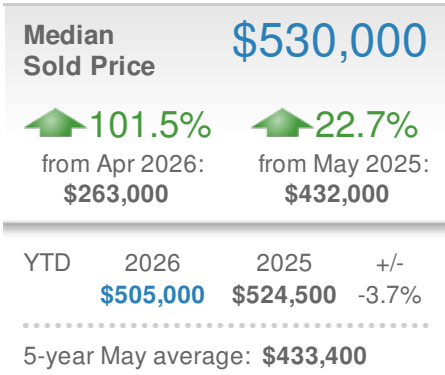 Median $530,000
Sold Price
101.5% 22.7%
from Apr 2026: from May 2025:
$263,000 $432,000
YTD 2026 2025 +/-
$505,000 $524,500 -3.7%
5-year May average: $433,400